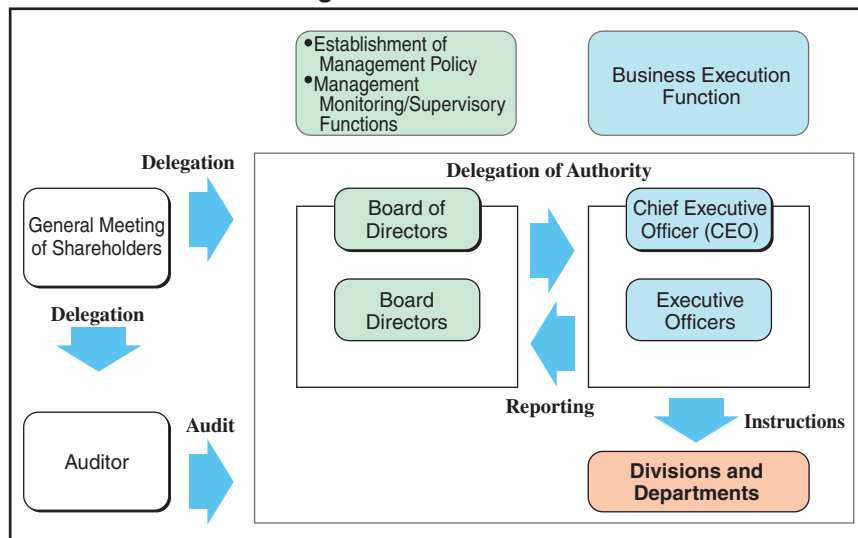 •Establishment of
Management Policy
•Management
Monitoring/Supervisory
Functions
Business Execution
Function
Delegation
Delegation of Authority
General Meeting
of Shareholders
Board of
Directors
Chief Executive
Officer (CEO)
Board
Directors
Executive
Officers
Delegation
Reporting
Audit
Instructions
Auditor
Divisions and
Departments